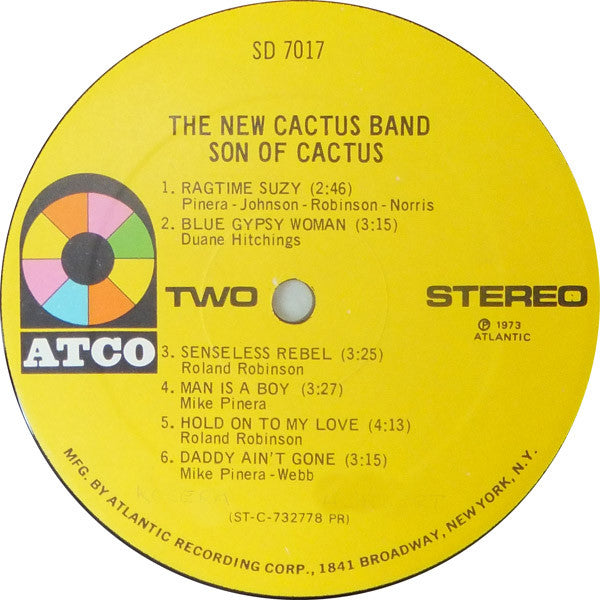 SD 7017
THE NEW CACTUS BAND
SON OF CACTUS
1. RAGTIME SUZY (2:46)
Pinera - Johnson - Robinson - Norris
2. BLUE GYPSY WOMAN (3:15)
Duane Hitchings
TWO
STEREO
℗ 1973
ATLANTIC
ATCO
3. SENSELESS REBEL (3:25)
Roland Robinson
4. MAN IS A BOY (3:27)
Mike Pinera
5. HOLD ON TO MY LOVE (4:13)
Roland Robinson
6. DADDY AIN'T GONE (3:15)
Mike Pinera - Webb
(ST-C-732778 PR)
MFG. BY ATLANTIC RECORDING CORP., 1841 BROADWAY, NEW YORK, N.Y.